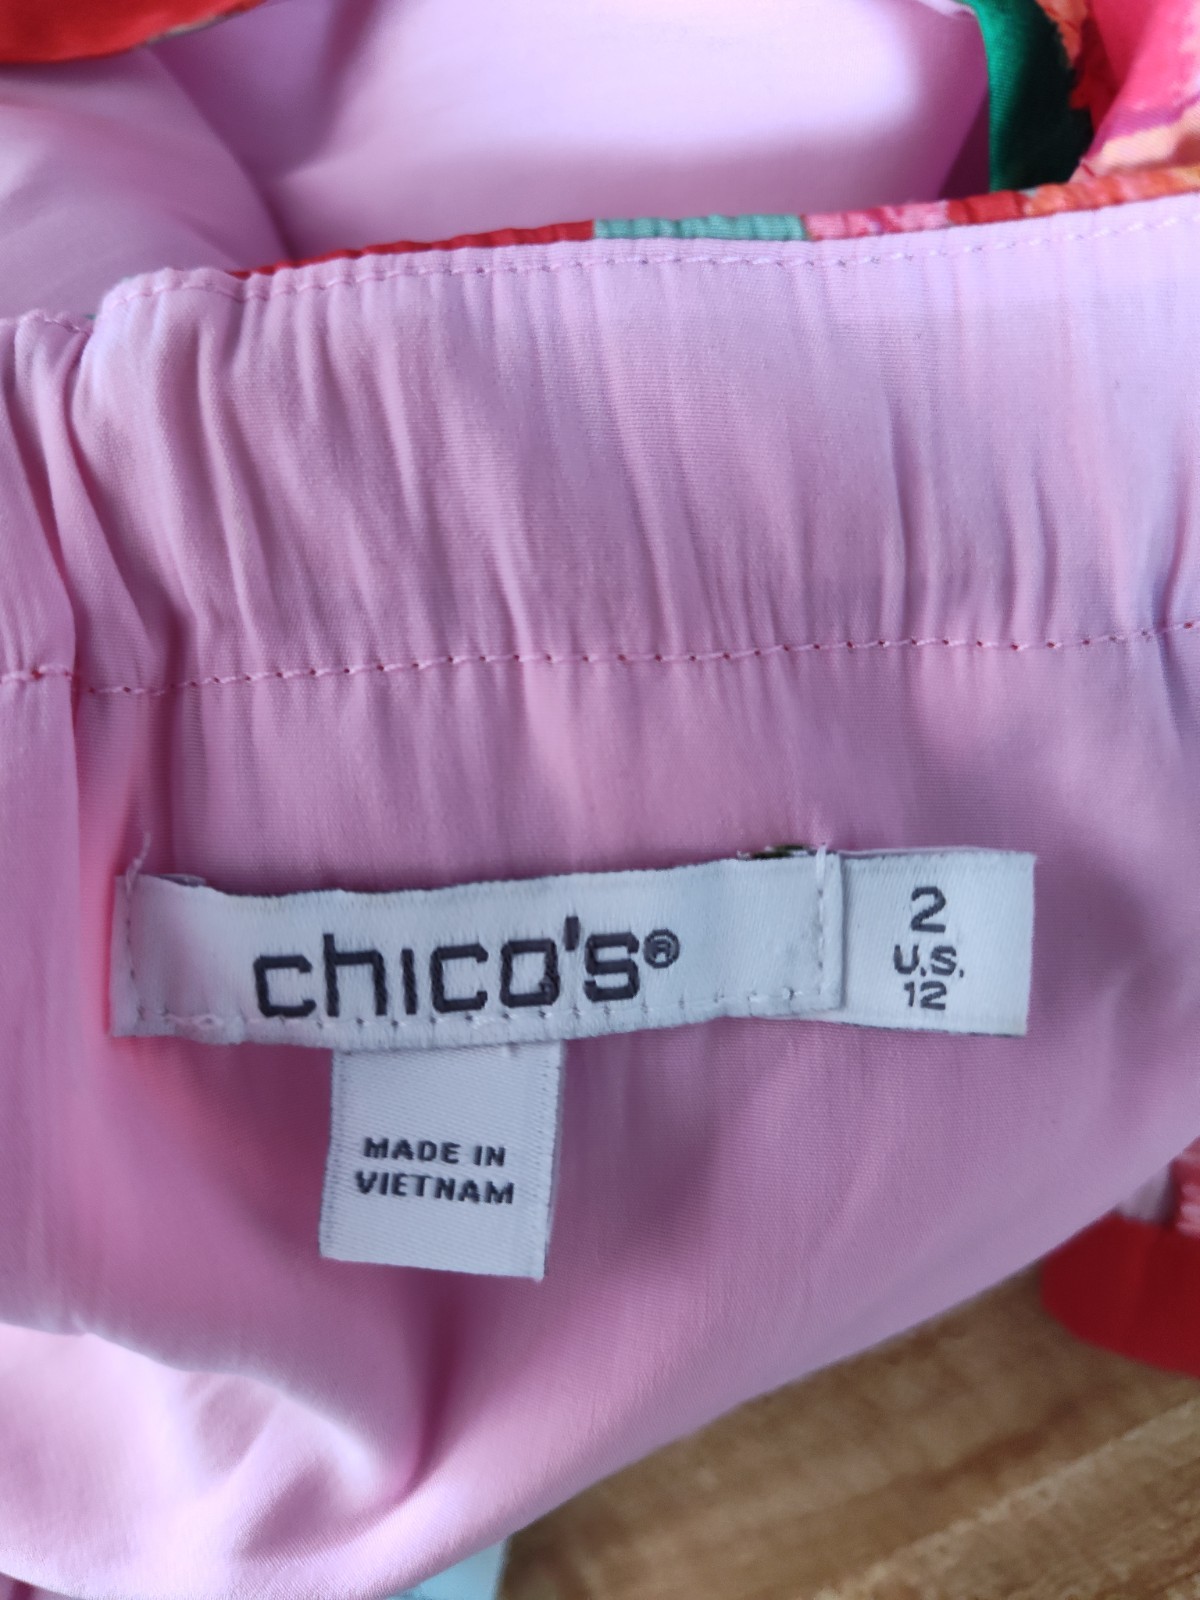 chico's®
2
U.S.
12
MADE IN
VIETNAM